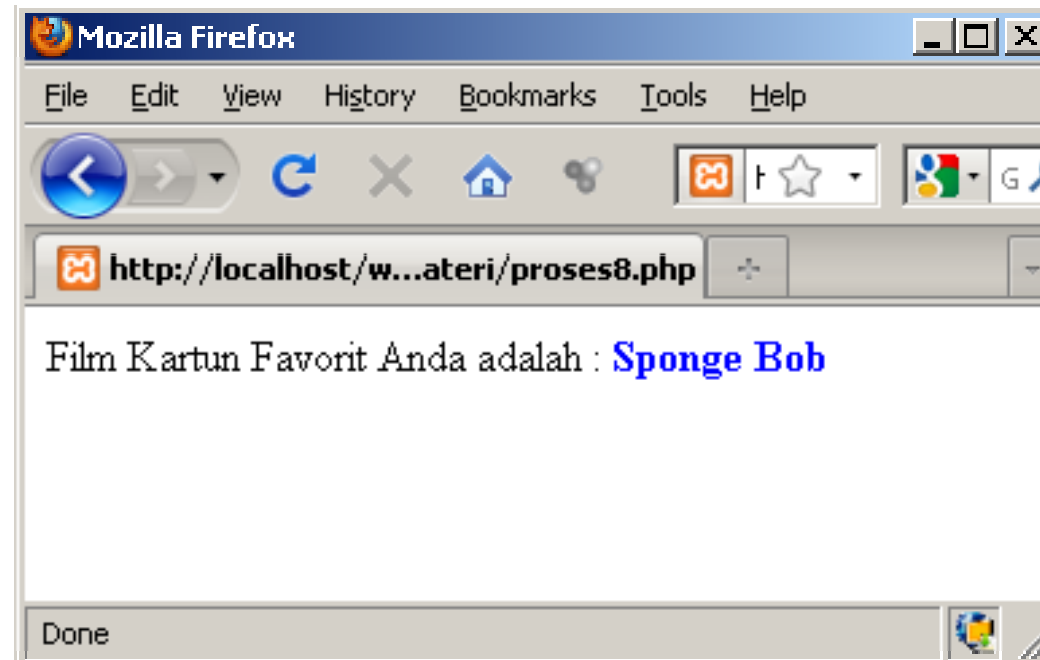 Mozilla Firefox
File Edit View History Bookmarks Tools Help
G
http://localhost/w...ateri/proses8.php
Film Kartun Favorit Anda adalah : Sponge Bob
Done